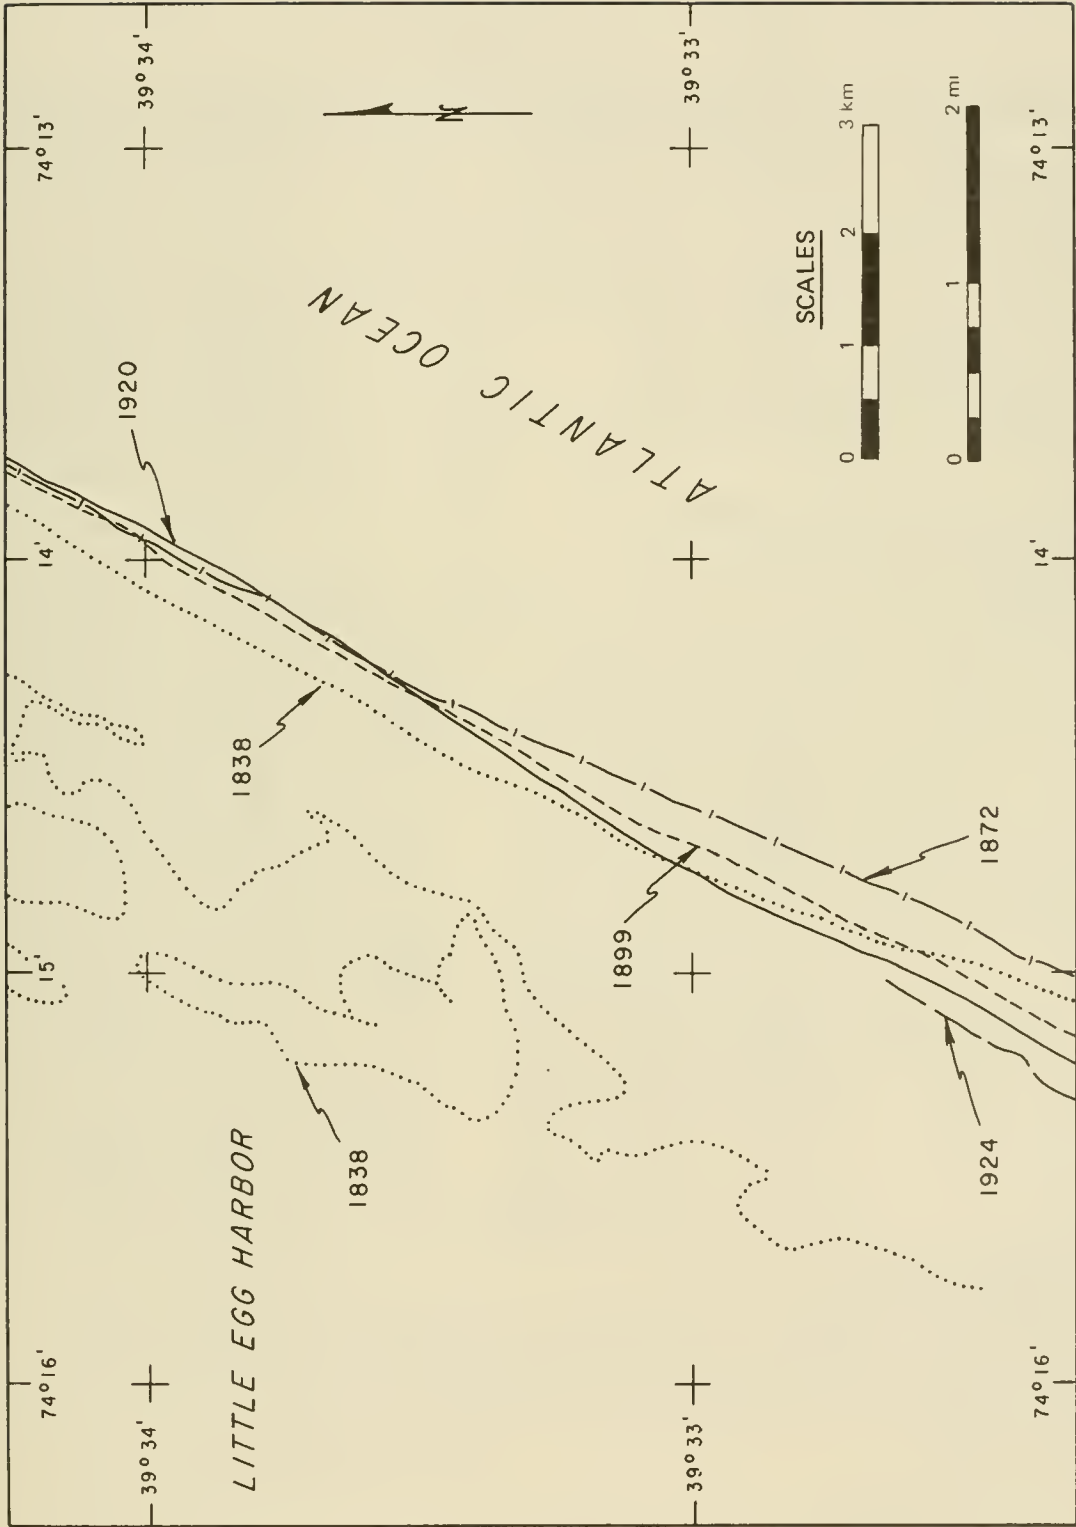 74° 16'
15'
14'
74° 13'
39° 34'
39° 34'
LITTLE EGG HARBOR
1838
1838
1920
N
ATLANTIC OCEAN
39° 33'
39° 33'
1899
1924
1872
SCALES
0 1 2 3 km
0 1 2 mi
74° 16'
14'
74° 13'